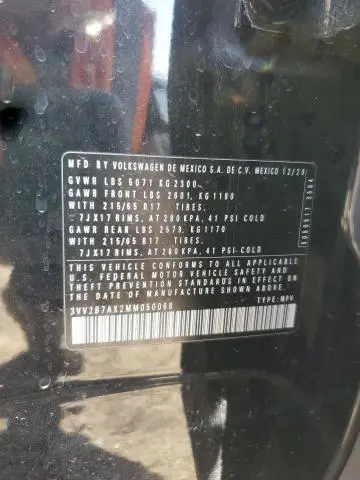 MFD BY VOLKSWAGEN DE MEXICO S.A. DE C.V. MEXICO 12/20
GVWR LBS 5071 KG 2300
GAWR FRONT LBS 2601, KG 1180
WITH 215/65 R17 TIRES.
7JX17 RIMS, AT 280 KPA, 41 PSI COLD
GAWR REAR LBS 2579, KG 1170
WITH 215/65 R17. TIRES.
7JX17 RIMS, AT 280 KPA, 41 PSI COLD
THIS VEHICLE CONFORMS TO ALL APPLICABLE
U.S. FEDERAL MOTOR VEHICLE SAFETY AND
THEFT PREVENTION STANDARDS IN EFFECT ON
THE DATE OF MANUFACTURE SHOWN ABOVE.
3VV2B7AX2MM050068
TYPE: MPV